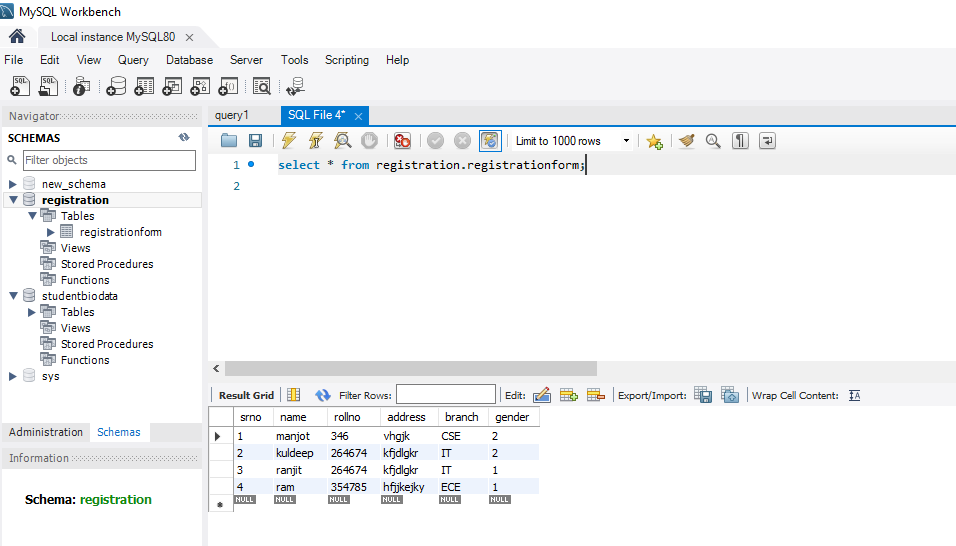 MySQL Workbench
Local instance MySQL80
File Edit View Query Database Server Tools Scripting Help
Navigator
SCHEMAS
Filter objects
new_schema
registration
Tables
registrationform
Views
Stored Procedures
Functions
studentbiodata
Tables
Views
Stored Procedures
Functions
sys
Administration Schemas
Information
Schema: registration
query1 SQL File 4*
Limit to 1000 rows
1 select * from registration.registrationform;
2
Result Grid Filter Rows: Edit: Export/Import: Wrap Cell Content:
srno name rollno address branch gender
1 manjot 346 vhgjk CSE 2
2 kuldeep 264674 kfjdlgkr IT 2
3 ranjit 264674 kfjdlgkr IT 1
4 ram 354785 hfjjkejky ECE 1
NULL NULL NULL NULL NULL NULL